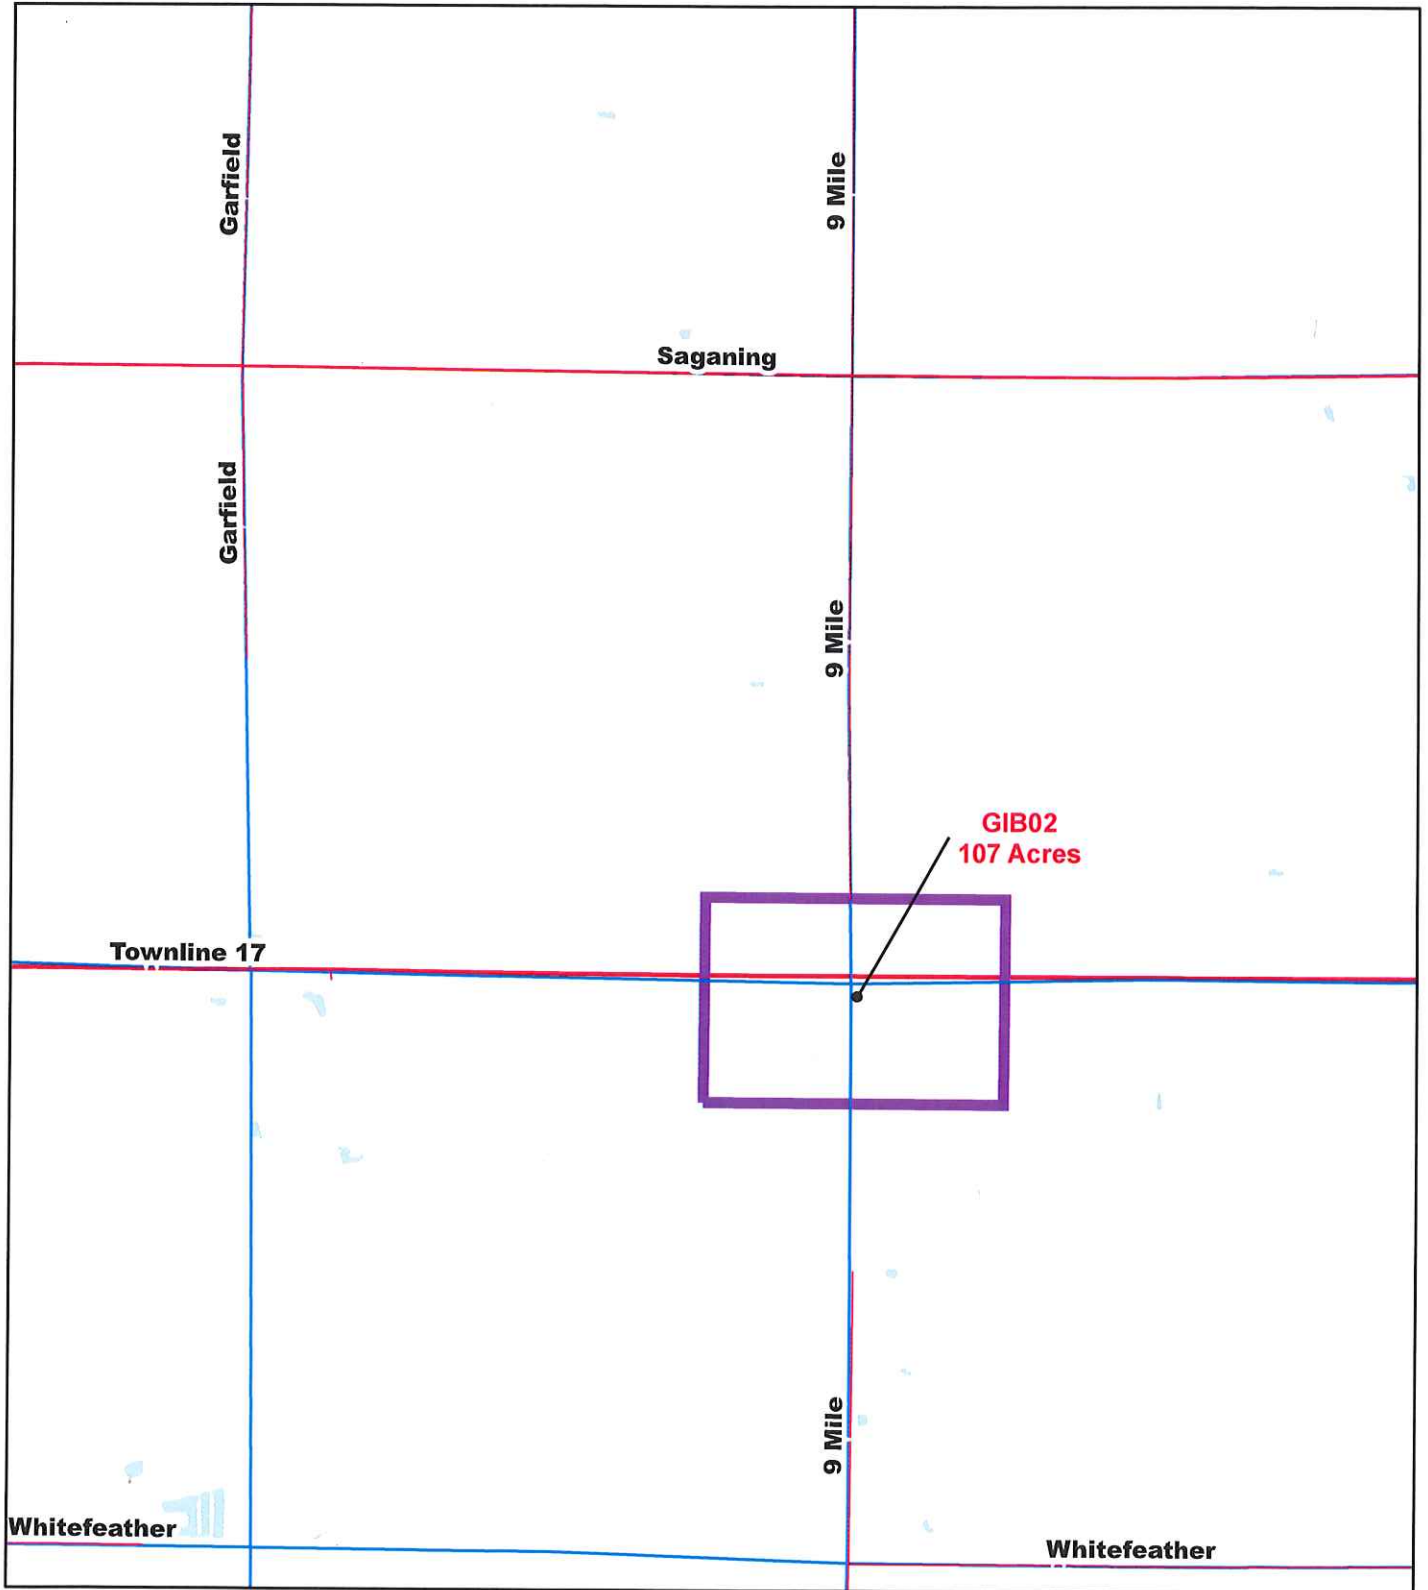 Garfield
9 Mile
Saganing
Garfield
9 Mile
GIB02
107 Acres
Townline 17
9 Mile
Whitefeather
Whitefeather